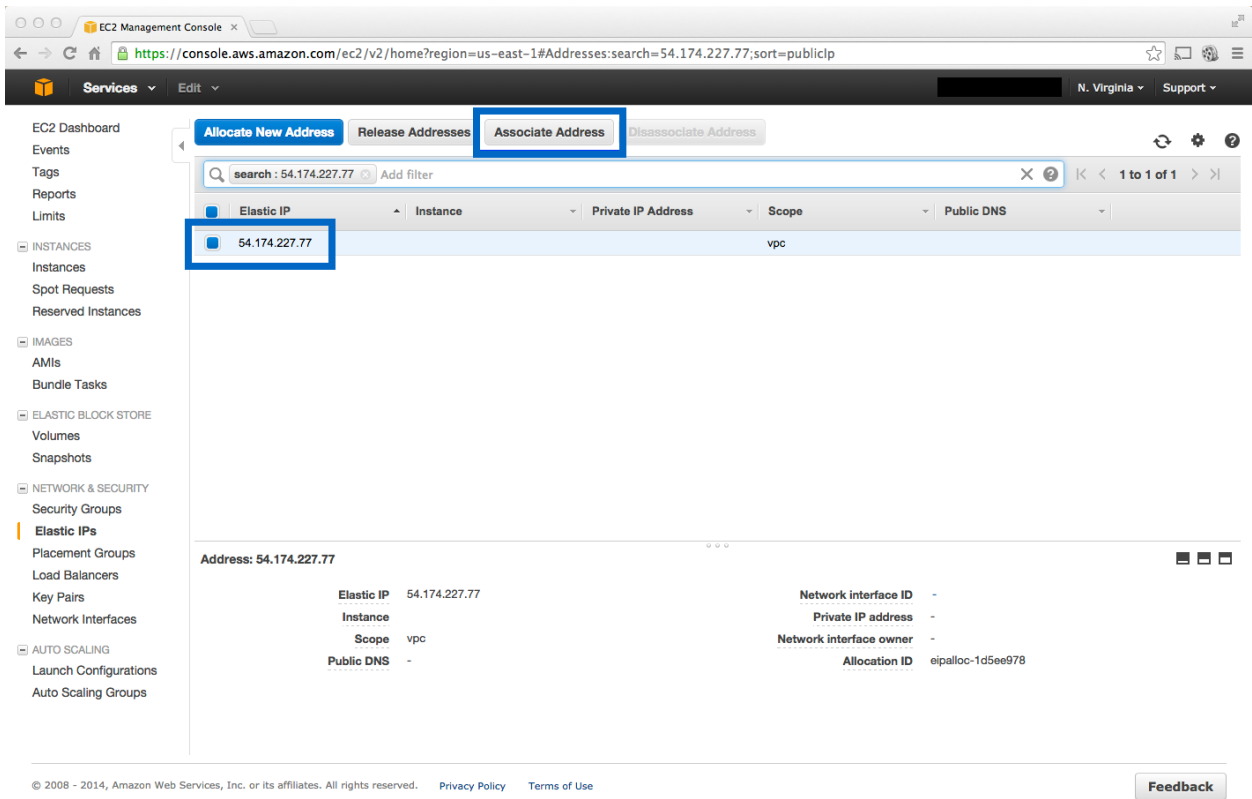 EC2 Management Console ×
https://console.aws.amazon.com/ec2/v2/home?region=us-east-1#Addresses:search=54.174.227.77;sort=publicIp
Services Edit N. Virginia Support
EC2 Dashboard
Events
Tags
Reports
Limits
INSTANCES
Instances
Spot Requests
Reserved Instances
IMAGES
AMIs
Bundle Tasks
ELASTIC BLOCK STORE
Volumes
Snapshots
NETWORK & SECURITY
Security Groups
Elastic IPs
Placement Groups
Load Balancers
Key Pairs
Network Interfaces
AUTO SCALING
Launch Configurations
Auto Scaling Groups
Allocate New Address Release Addresses Associate Address Disassociate Address
search : 54.174.227.77 Add filter 1 to 1 of 1
Elastic IP Instance Private IP Address Scope Public DNS
54.174.227.77 vpc
Address: 54.174.227.77
Elastic IP 54.174.227.77 Network interface ID -
Instance Private IP address -
Scope vpc Network interface owner -
Public DNS - Allocation ID eipalloc-1d5ee978
© 2008 - 2014, Amazon Web Services, Inc. or its affiliates. All rights reserved. Privacy Policy Terms of Use Feedback